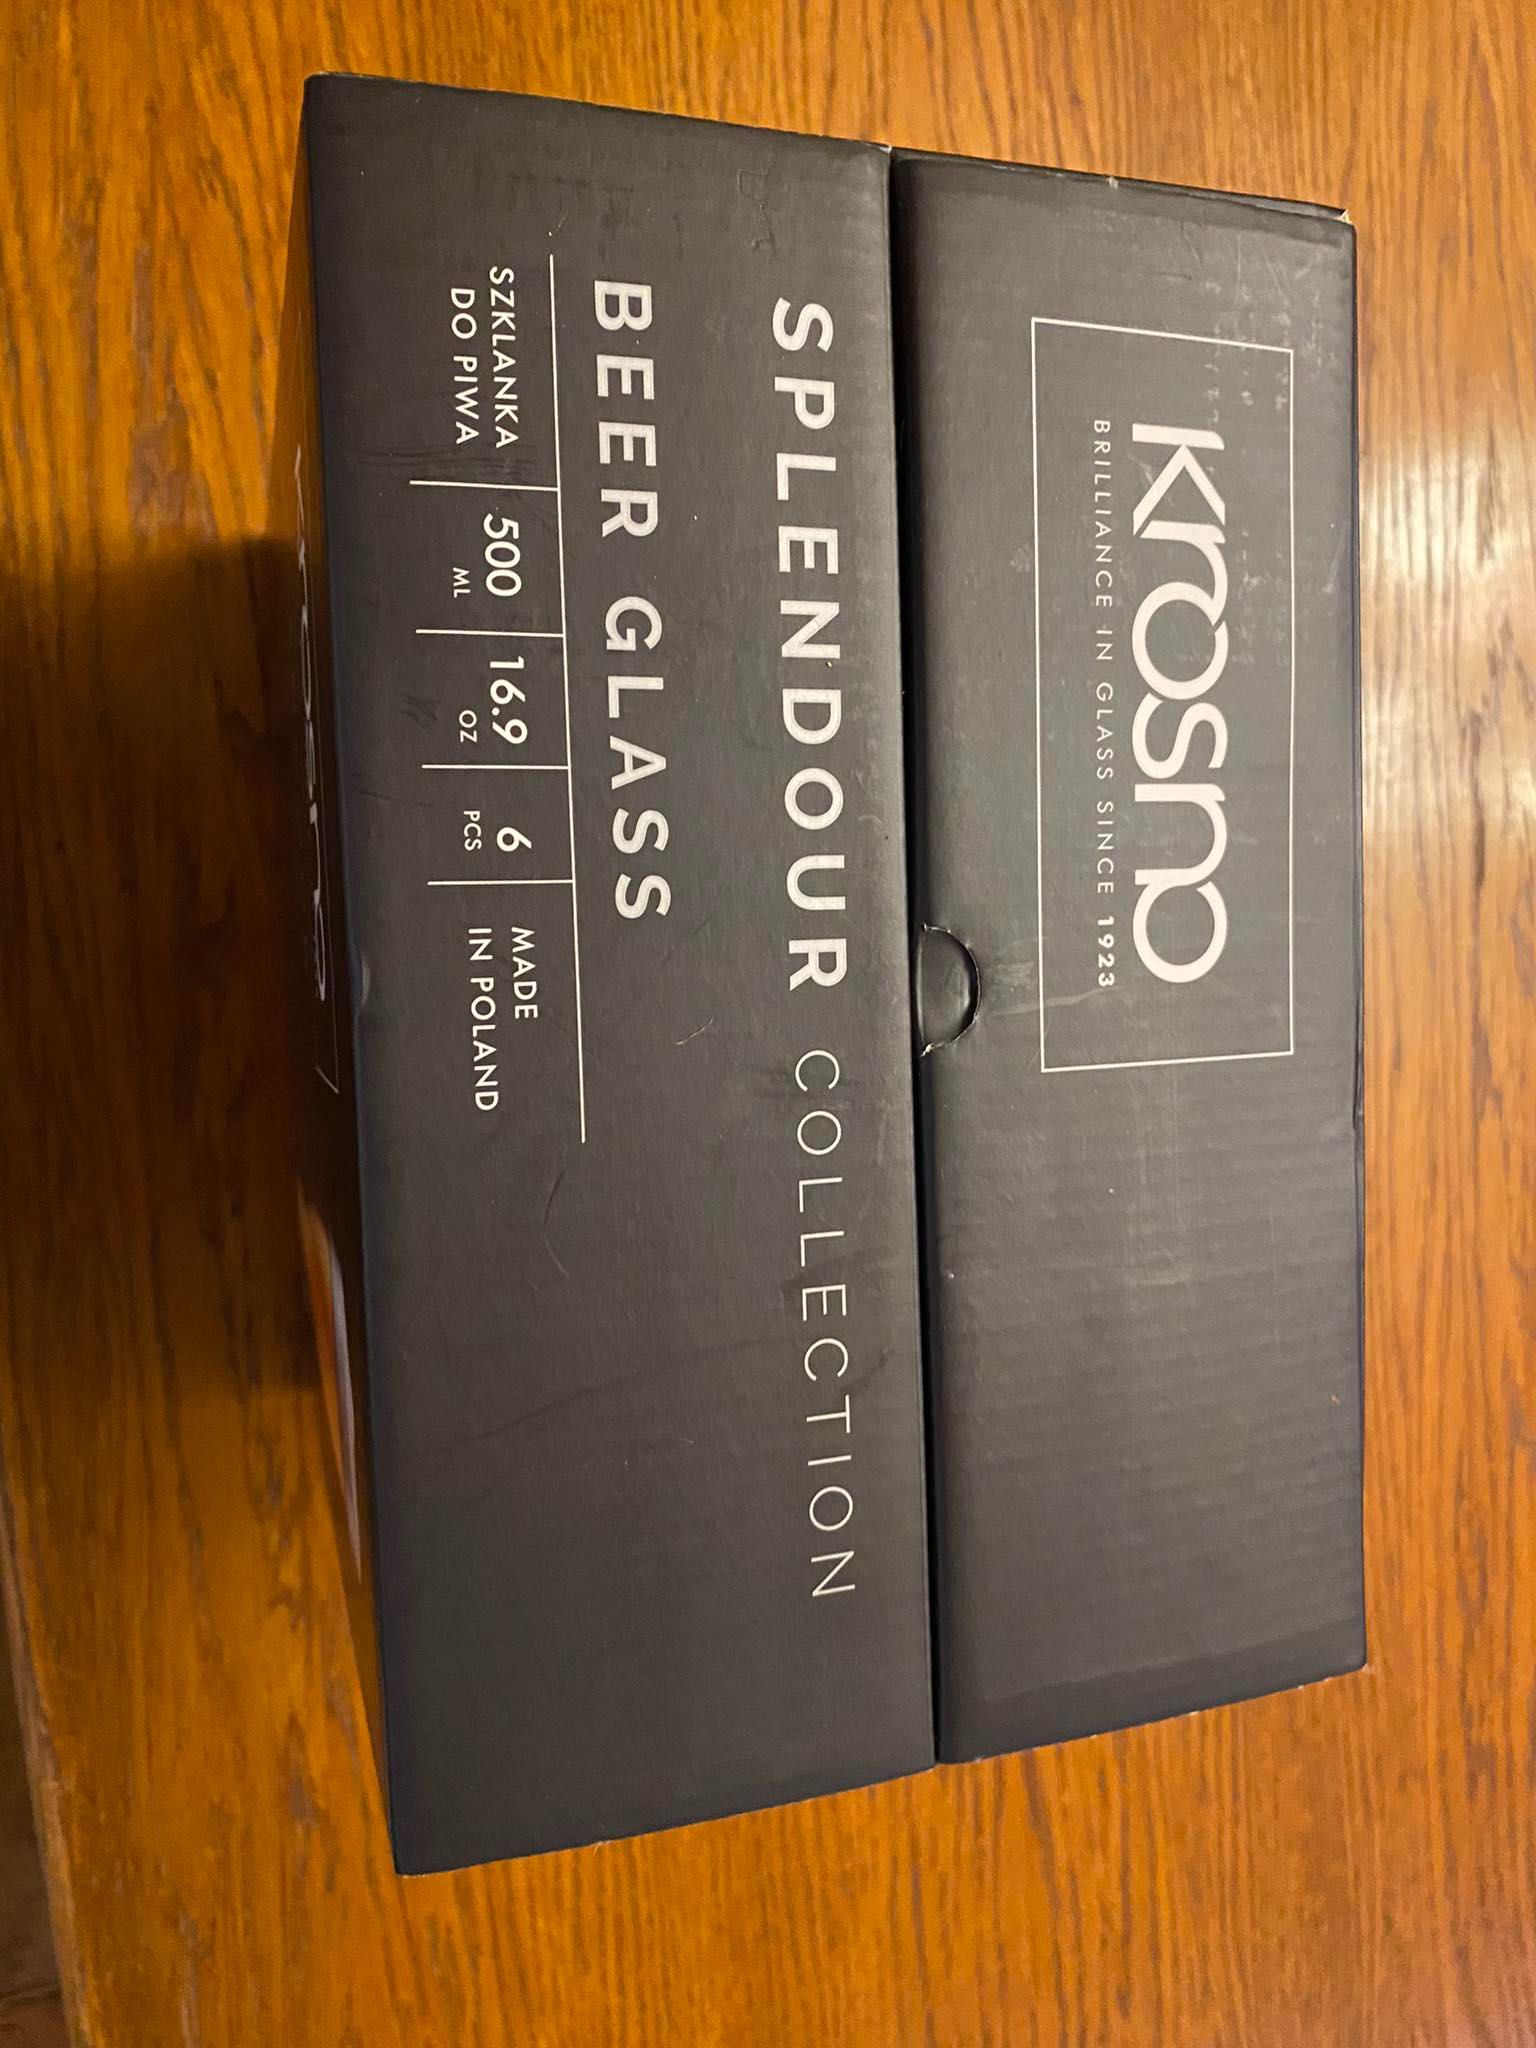 Krosno
BRILLIANCE IN GLASS SINCE 1923
SPLENDOUR COLLECTION
BEER GLASS
SZKLANKA
DO PIWA
500
ML
16.9
OZ
6
PCS
MADE
IN POLAND